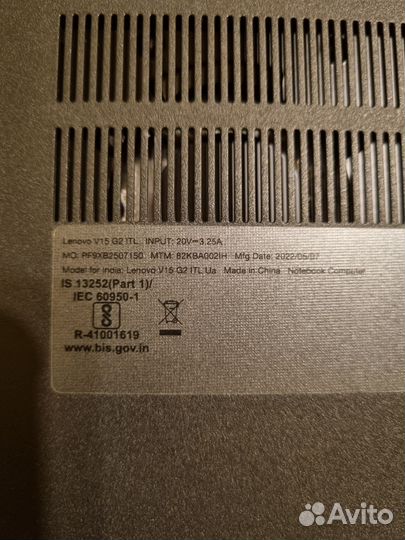 Lenovo V15 G2 ITL INPUT: 20V⎓3.25A
MO: PF9XB2507150 MTM: 82KBA002IH Mfg Date: 2022/05/07
Model for India: Lenovo V15 G2 ITL Ua Made in China Notebook Computer
IS 13252(Part 1)/
IEC 60950-1
R-41001619
www.bis.gov.in
Avito